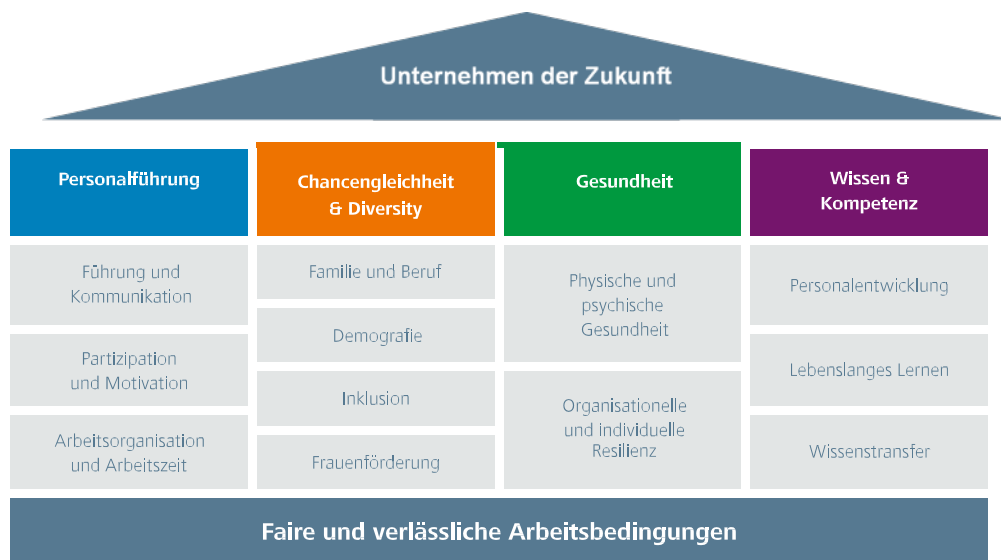 Unternehmen der Zukunft
Personalführung
Führung und
Kommunikation
Partizipation
und Motivation
Arbeitsorganisation
und Arbeitszeit
Chancengleichheit
& Diversity
Familie und Beruf
Demografie
Inklusion
Frauenförderung
Gesundheit
Physische und
psychische
Gesundheit
Organisationelle
und individuelle
Resilienz
Wissen &
Kompetenz
Personalentwicklung
Lebenslanges Lernen
Wissenstransfer
Faire und verlässliche Arbeitsbedingungen